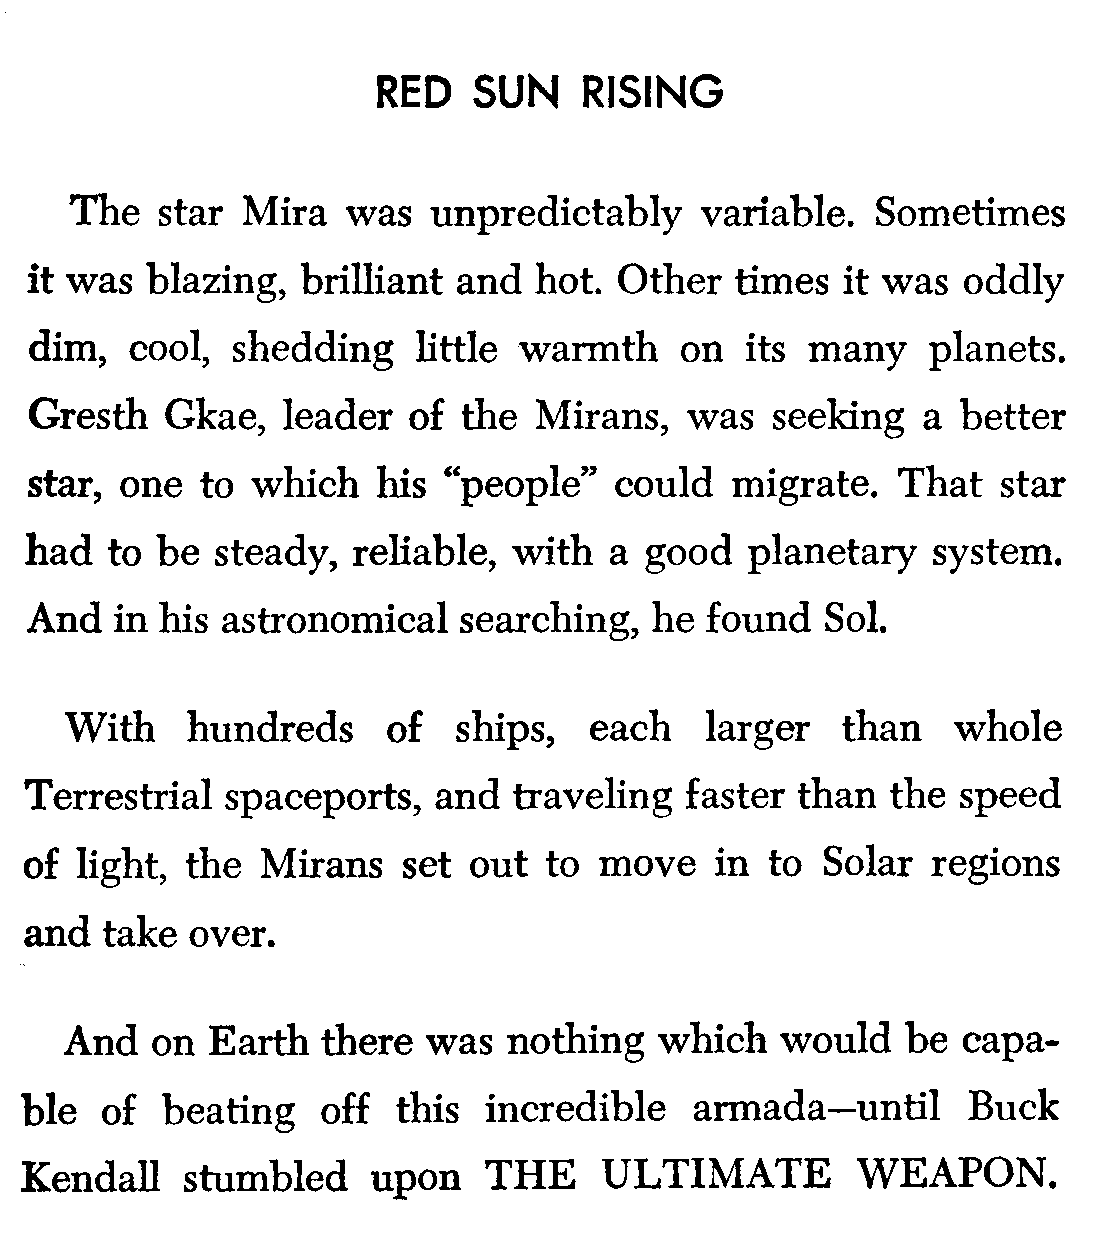 RED SUN RISING
The star Mira was unpredictably variable. Sometimes
it was blazing, brilliant and hot. Other times it was oddly
dim, cool, shedding little warmth on its many planets.
Gresth Gkae, leader of the Mirans, was seeking a better
star, one to which his “people” could migrate. That star
had to be steady, reliable, with a good planetary system.
And in his astronomical searching, he found Sol.
With hundreds of ships, each larger than whole
Terrestrial spaceports, and traveling faster than the speed
of light, the Mirans set out to move in to Solar regions
and take over.
And on Earth there was nothing which would be capa-
ble of beating off this incredible armada—until Buck
Kendall stumbled upon THE ULTIMATE WEAPON.